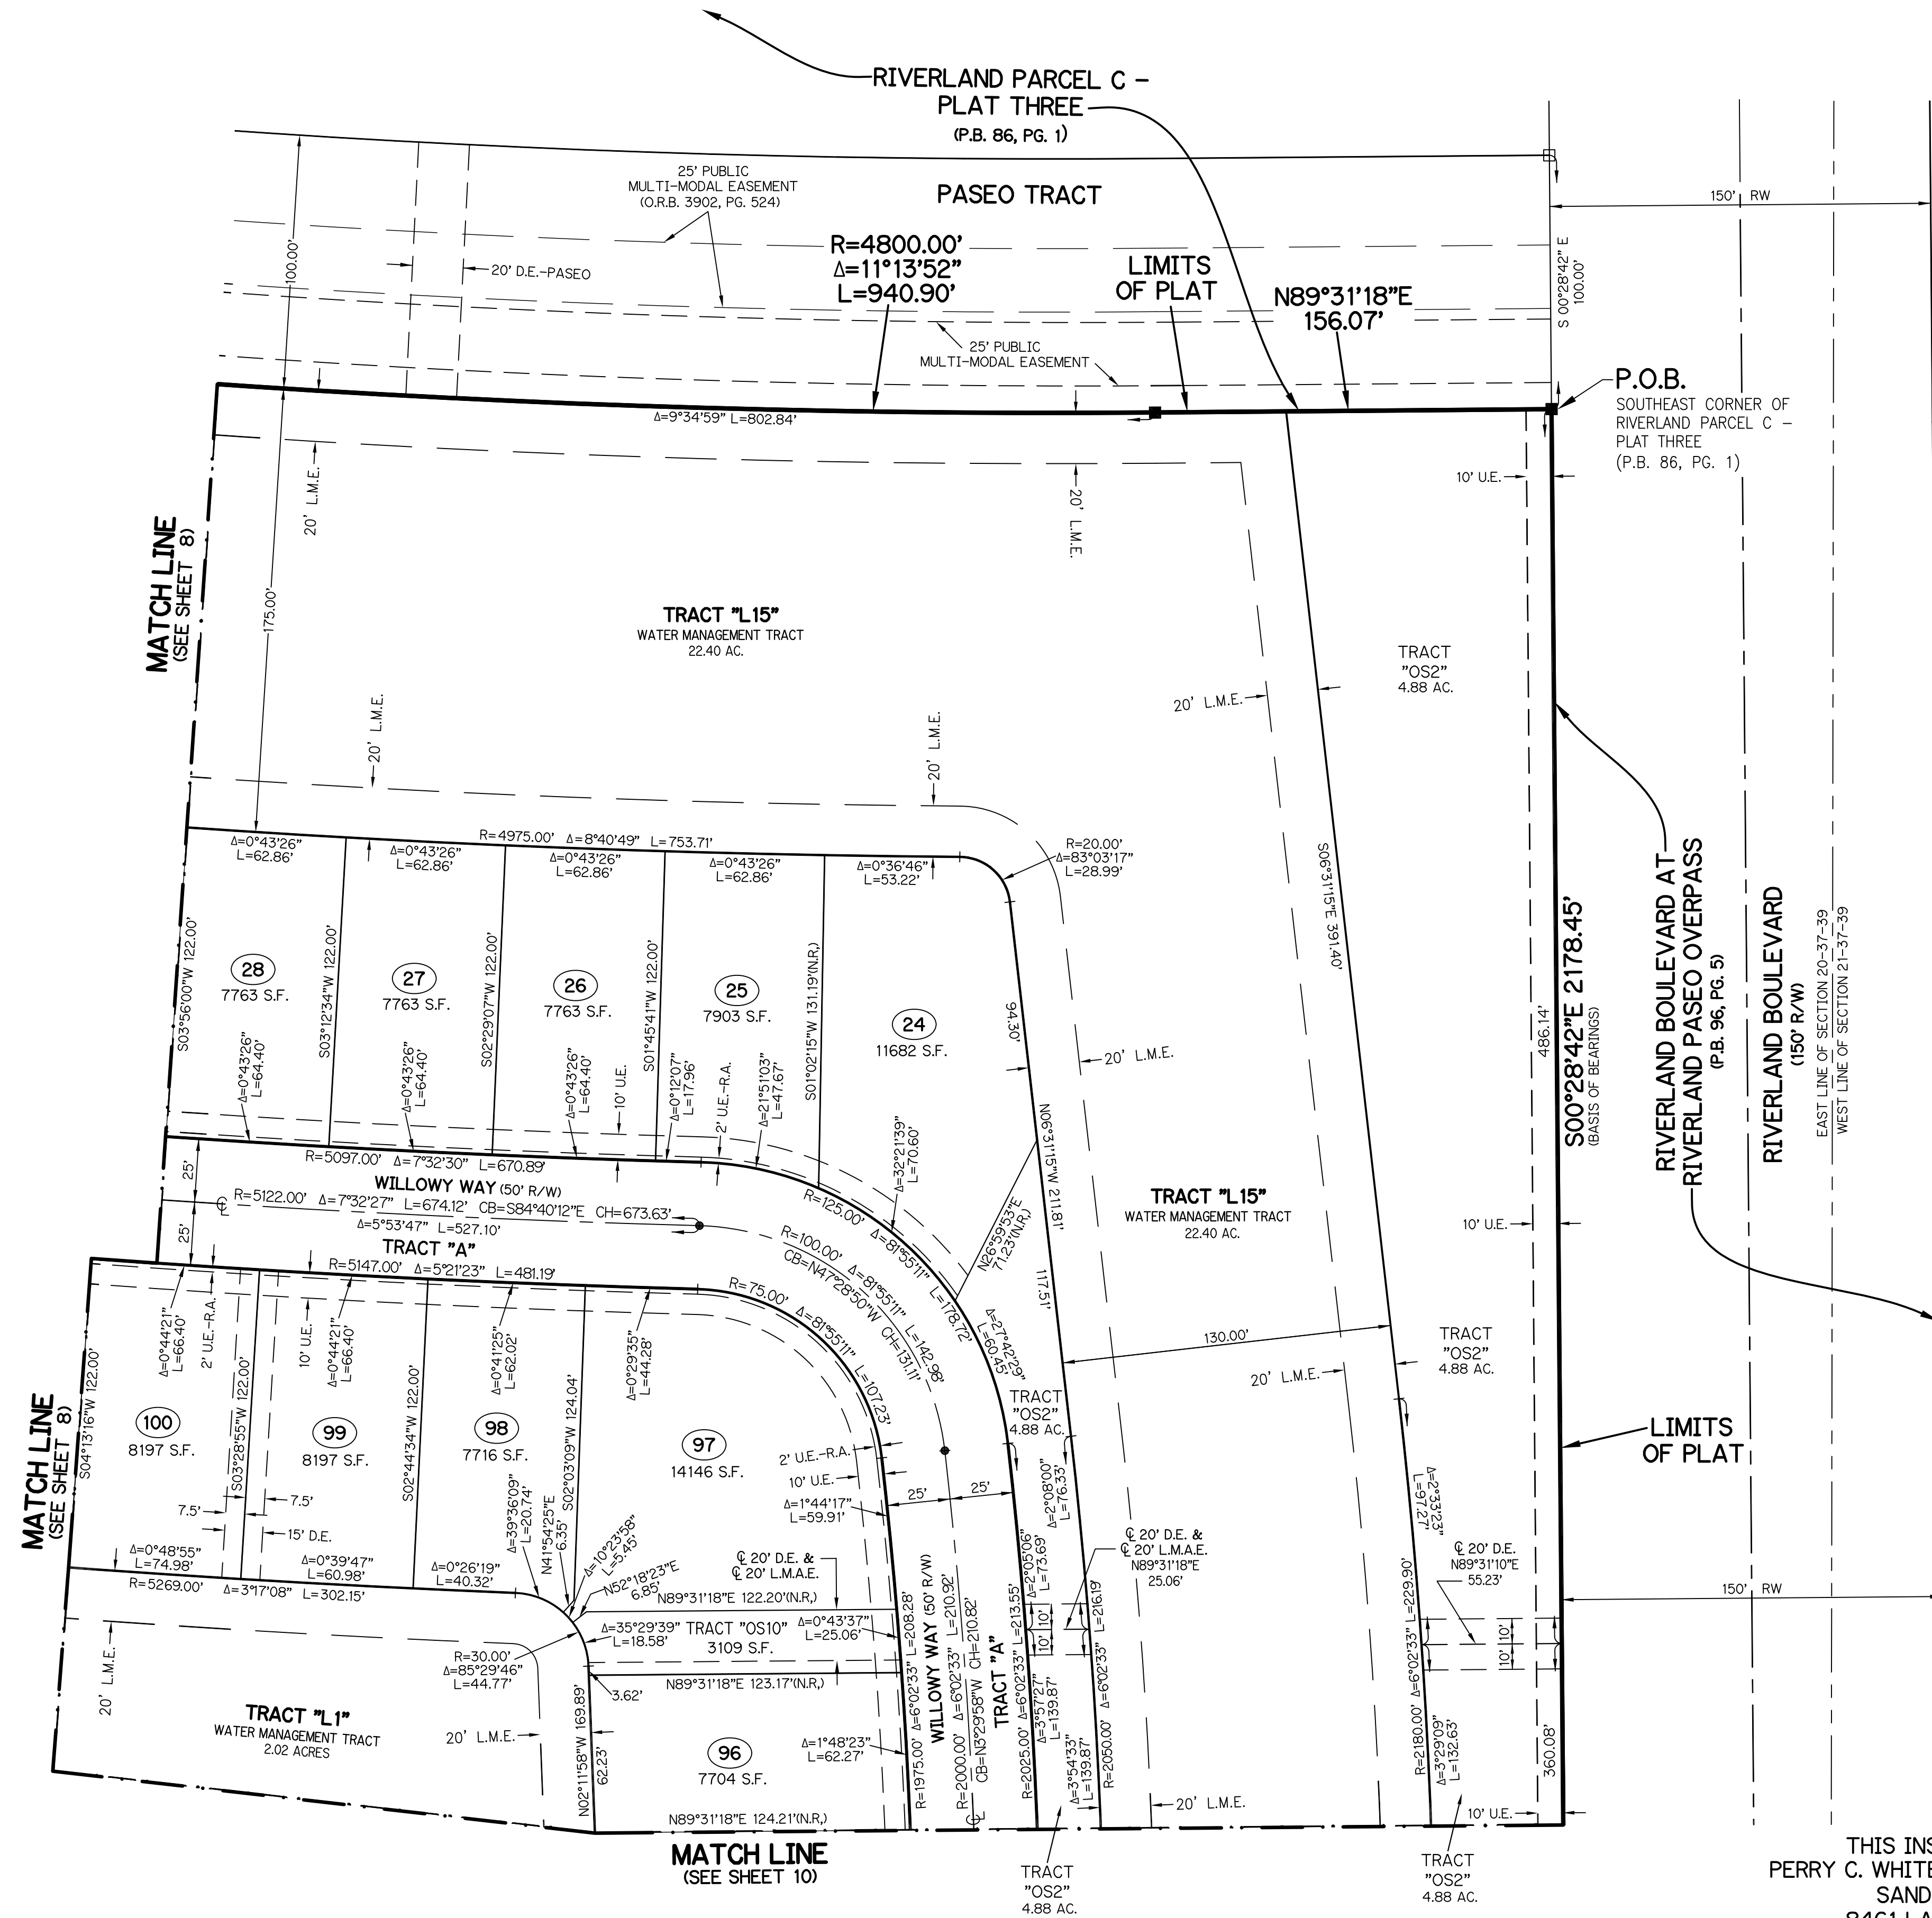 RIVERLAND PARCEL C -
PLAT THREE
(P.B. 86, PG. 1)
25' PUBLIC
MULTI-MODAL EASEMENT
(O.R.B. 3902, PG. 524)
PASEO TRACT
150' RW
100.00'
20' D.E.-PASEO
R=4800.00'
Δ=11°13'52"
L=940.90'
LIMITS
OF PLAT
N89°31'18"E
156.07'
S 00°28'42" E
100.00'
25' PUBLIC
MULTI-MODAL EASEMENT
P.O.B.
SOUTHEAST CORNER OF
RIVERLAND PARCEL C -
PLAT THREE
(P.B. 86, PG. 1)
Δ=9°34'59" L=802.84'
20' L.M.E.
20' L.M.E.
10' U.E.
MATCH LINE
(SEE SHEET 8)
175.00'
TRACT "L15"
WATER MANAGEMENT TRACT
22.40 AC.
TRACT
"OS2"
4.88 AC.
20' L.M.E.
20' L.M.E.
20' L.M.E.
R=4975.00' Δ=8°40'49" L=753.71'
Δ=0°43'26"
L=62.86'
Δ=0°43'26"
L=62.86'
Δ=0°43'26"
L=62.86'
Δ=0°43'26"
L=62.86'
Δ=0°36'46"
L=53.22'
R=20.00'
Δ=83°03'17"
L=28.99'
S06°31'15"E 391.40'
S03°56'00"W 122.00'
28
7763 S.F.
S03°12'34"W 122.00'
27
7763 S.F.
S02°29'07"W 122.00'
26
7763 S.F.
S01°45'41"W 122.00'
25
7903 S.F.
S01°02'15"W 131.19'(N.R.)
24
11682 S.F.
94.30'
20' L.M.E.
486.14'
S00°28'42"E 2178.45'
(BASIS OF BEARINGS)
RIVERLAND BOULEVARD AT
RIVERLAND PASEO OVERPASS
(P.B. 96, PG. 5)
RIVERLAND BOULEVARD
(150' R/W)
EAST LINE OF SECTION 20-37-39
WEST LINE OF SECTION 21-37-39
Δ=0°43'26"
L=64.40'
Δ=0°43'26"
L=64.40'
Δ=0°43'26"
L=64.40'
10' U.E.
Δ=0°12'07"
L=17.96'
2' U.E.-R.A.
Δ=21°51'03"
L=47.67'
Δ=32°21'39"
L=70.60'
N06°31'15"W 211.81'
N26°59'53"E
71.23'(N.R.)
25'
R=5097.00' Δ=7°32'30" L=670.89'
WILLOWY WAY (50' R/W)
R=5122.00' Δ=7°32'27" L=674.12' CB=S84°40'12"E CH=673.63'
Δ=5°53'47" L=527.10'
25'
TRACT "A"
R=5147.00' Δ=5°21'23" L=481.19'
R=125.00' Δ=81°55'11" L=178.72'
R=100.00' Δ=81°55'11" L=142.98'
CB=N47°28'50"W CH=131.11'
R=75.00' Δ=81°55'11" L=107.23'
Δ=27°42'29"
L=60.45'
117.51'
TRACT "L15"
WATER MANAGEMENT TRACT
22.40 AC.
10' U.E.
130.00'
TRACT
"OS2"
4.88 AC.
20' L.M.E.
TRACT
"OS2"
4.88 AC.
LIMITS
OF PLAT
MATCH LINE
(SEE SHEET 8)
S04°13'16"W 122.00'
Δ=0°44'21"
L=66.40'
2' U.E.-R.A.
100
8197 S.F.
S03°28'55"W 122.00'
10' U.E.
Δ=0°44'21"
L=66.40'
99
8197 S.F.
S02°44'34"W 122.00'
Δ=0°41'25"
L=62.02'
98
7716 S.F.
S02°03'09"W 124.04'
Δ=0°29'35"
L=44.28'
97
14146 S.F.
2' U.E.-R.A.
10' U.E.
Δ=1°44'17"
L=59.91'
25'
25'
7.5'
7.5'
15' D.E.
Δ=39°36'09"
L=20.74'
N41°54'25"E
6.35'
Δ=10°23'58"
L=5.45'
N52°18'23"E
6.85'
℄ 20' D.E. &
℄ 20' L.M.A.E.
N89°31'18"E 122.20'(N.R.)
Δ=2°08'00"
L=76.33'
Δ=2°05'06"
L=73.69'
℄ 20' D.E. &
℄ 20' L.M.A.E.
N89°31'18"E
25.06'
Δ=2°33'23"
L=97.27'
℄ 20' D.E.
N89°31'10"E
55.23'
150' RW
Δ=0°48'55"
L=74.98'
Δ=0°39'47"
L=60.98'
Δ=0°26'19"
L=40.32'
R=5269.00' Δ=3°17'08" L=302.15'
Δ=35°29'39"
L=18.58'
TRACT "OS10"
3109 S.F.
Δ=0°43'37"
L=25.06'
R=30.00'
Δ=85°29'46"
L=44.77'
3.62'
N89°31'18"E 123.17'(N.R.)
10'
10'
10'
10'
20' L.M.E.
TRACT "L1"
WATER MANAGEMENT TRACT
2.02 ACRES
20' L.M.E.
N02°11'58"W 169.89'
62.23'
96
7704 S.F.
Δ=1°48'23"
L=62.27'
R=1975.00' Δ=6°02'33" L=208.28'
WILLOWY WAY (50' R/W)
R=2000.00' Δ=6°02'33" L=210.92'
℄ CB=N3°29'58"W CH=210.82'
TRACT "A"
R=2025.00' Δ=6°02'33" L=213.55'
Δ=3°57'27"
L=139.87'
Δ=3°54'33"
L=139.87'
R=2050.00' Δ=6°02'33" L=216.19'
20' L.M.E.
R=2180.00' Δ=6°02'33" L=229.90'
Δ=3°29'09"
L=132.63'
360.08'
10' U.E.
N89°31'18"E 124.21'(N.R.)
MATCH LINE
(SEE SHEET 10)
TRACT
"OS2"
4.88 AC.
TRACT
"OS2"
4.88 AC.
THIS INS
PERRY C. WHITE
SAND